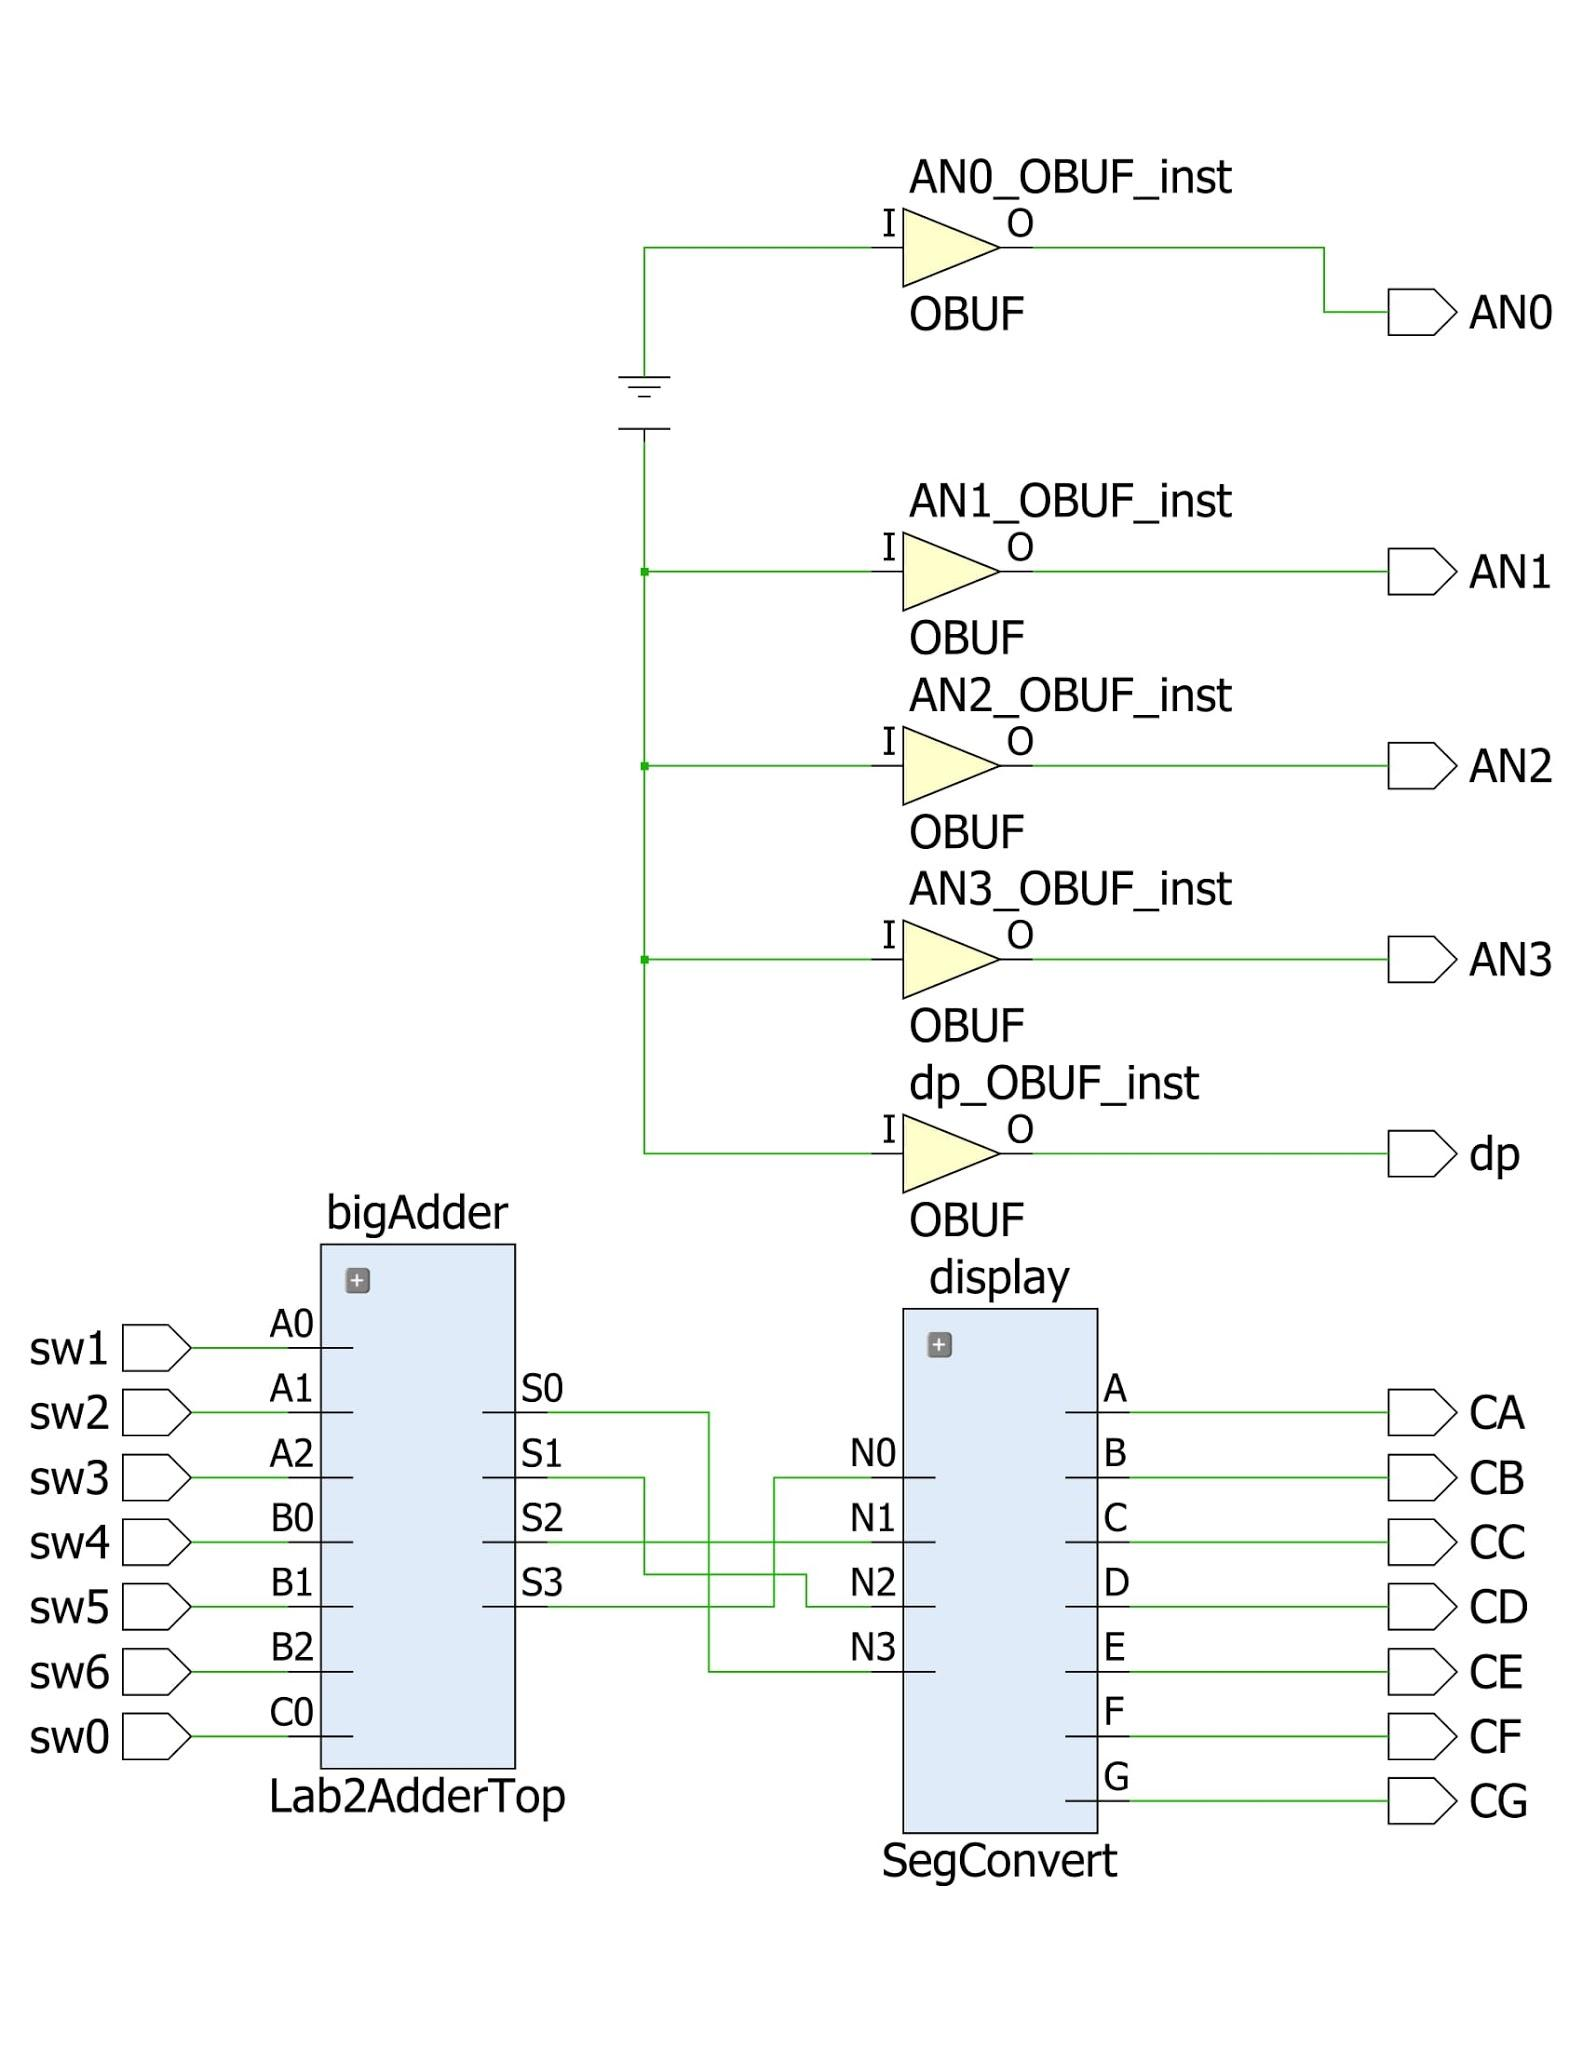 AN0_OBUF_inst
I O
OBUF
AN0
AN1_OBUF_inst
I O
AN1
OBUF
AN2_OBUF_inst
I O
AN2
OBUF
AN3_OBUF_inst
I O
AN3
OBUF
dp_OBUF_inst
I O
dp
OBUF
bigAdder
sw1 A0
sw2 A1
sw3 A2
sw4 B0
sw5 B1
sw6 B2
sw0 C0
S0
S1
S2
S3
Lab2AdderTop
display
N0
N1
N2
N3
A CA
B CB
C CC
D CD
E CE
F CF
G CG
SegConvert